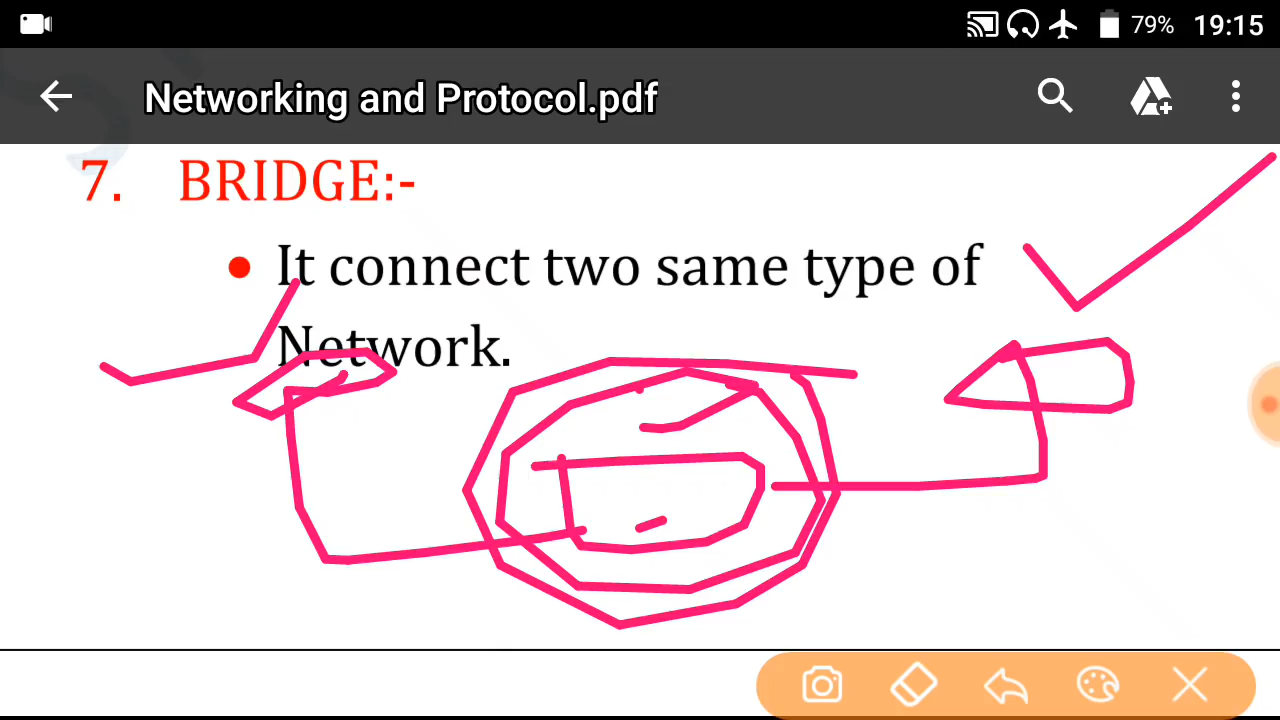 79% 19:15
Networking and Protocol.pdf
7. BRIDGE:-
• It connect two same type of
Network.